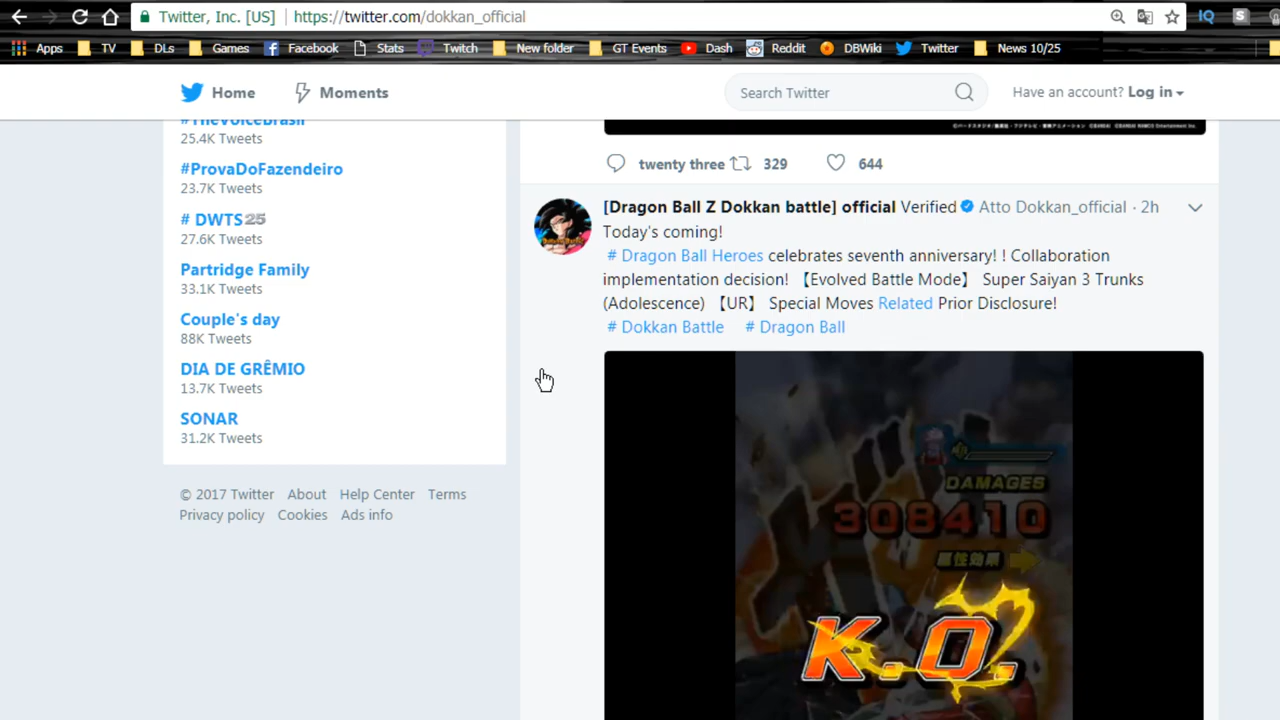 Twitter, Inc. [US] https://twitter.com/dokkan_official
Apps TV DLs Games Facebook Stats Twitch New folder GT Events Dash Reddit DBWiki Twitter News 10/25
Home Moments Search Twitter Have an account? Log in
#TheVoiceBrasil
25.4K Tweets
#ProvaDoFazendeiro
23.7K Tweets
# DWTS25
27.6K Tweets
Partridge Family
33.1K Tweets
Couple's day
88K Tweets
DIA DE GRÊMIO
13.7K Tweets
SONAR
31.2K Tweets
© 2017 Twitter About Help Center Terms
Privacy policy Cookies Ads info
twenty three 329 644
[Dragon Ball Z Dokkan battle] official Verified Atto Dokkan_official · 2h
Today's coming!
# Dragon Ball Heroes celebrates seventh anniversary! ! Collaboration
implementation decision! 【Evolved Battle Mode】 Super Saiyan 3 Trunks
(Adolescence) 【UR】 Special Moves Related Prior Disclosure!
# Dokkan Battle # Dragon Ball
DAMAGES
308410
属性効果
K.O.